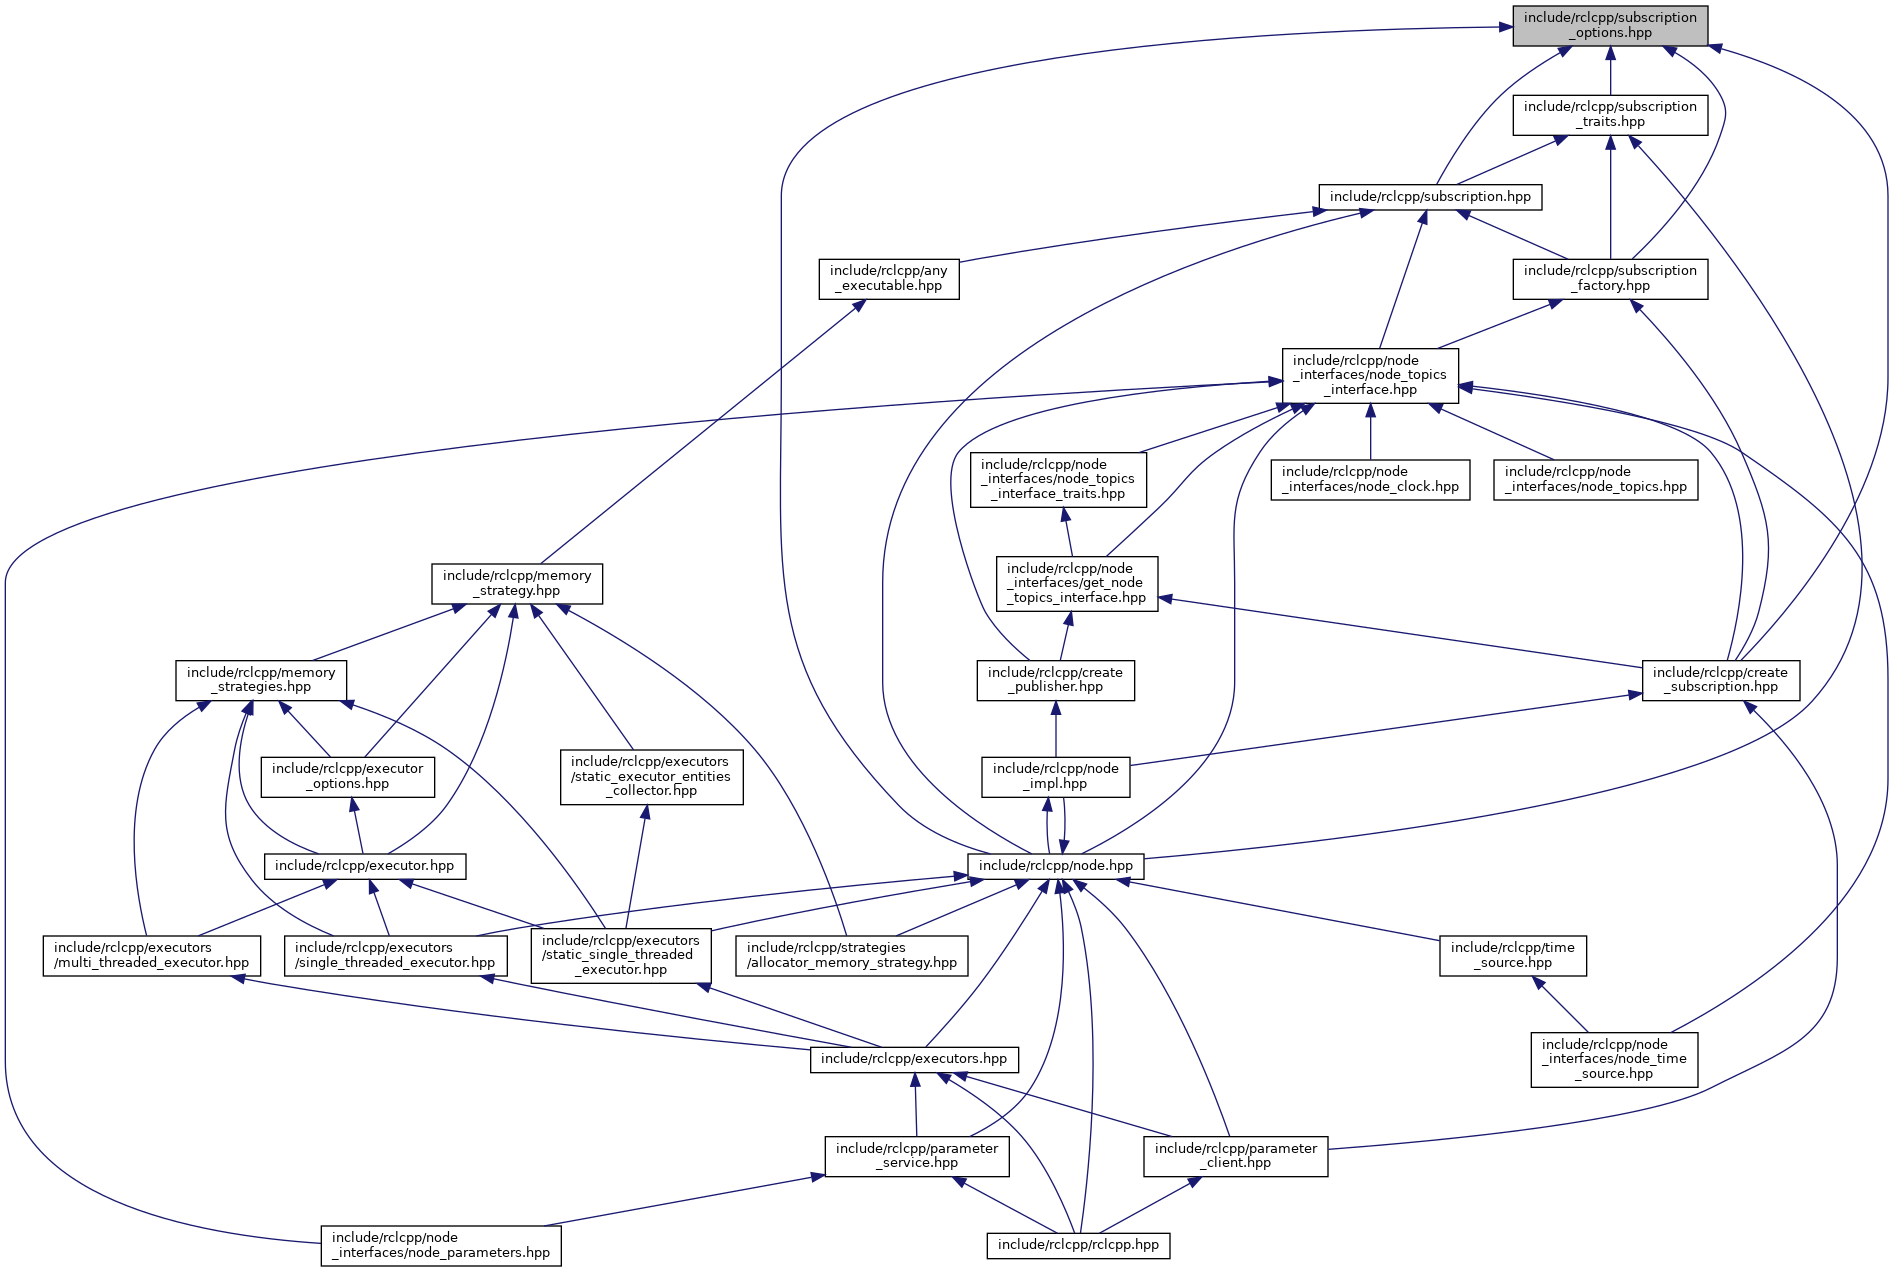 include/rclcpp/subscription
_options.hpp
include/rclcpp/subscription
_traits.hpp
include/rclcpp/subscription.hpp
include/rclcpp/any
_executable.hpp
include/rclcpp/subscription
_factory.hpp
include/rclcpp/node
_interfaces/node_topics
_interface.hpp
include/rclcpp/node
_interfaces/node_topics
_interface_traits.hpp
include/rclcpp/node
_interfaces/node_clock.hpp
include/rclcpp/node
_interfaces/node_topics.hpp
include/rclcpp/memory
_strategy.hpp
include/rclcpp/node
_interfaces/get_node
_topics_interface.hpp
include/rclcpp/memory
_strategies.hpp
include/rclcpp/create
_publisher.hpp
include/rclcpp/create
_subscription.hpp
include/rclcpp/executor
_options.hpp
include/rclcpp/executors
/static_executor_entities
_collector.hpp
include/rclcpp/node
_impl.hpp
include/rclcpp/executor.hpp
include/rclcpp/node.hpp
include/rclcpp/executors
/multi_threaded_executor.hpp
include/rclcpp/executors
/single_threaded_executor.hpp
include/rclcpp/executors
/static_single_threaded
_executor.hpp
include/rclcpp/strategies
/allocator_memory_strategy.hpp
include/rclcpp/time
_source.hpp
include/rclcpp/executors.hpp
include/rclcpp/node
_interfaces/node_time
_source.hpp
include/rclcpp/parameter
_service.hpp
include/rclcpp/parameter
_client.hpp
include/rclcpp/node
_interfaces/node_parameters.hpp
include/rclcpp/rclcpp.hpp